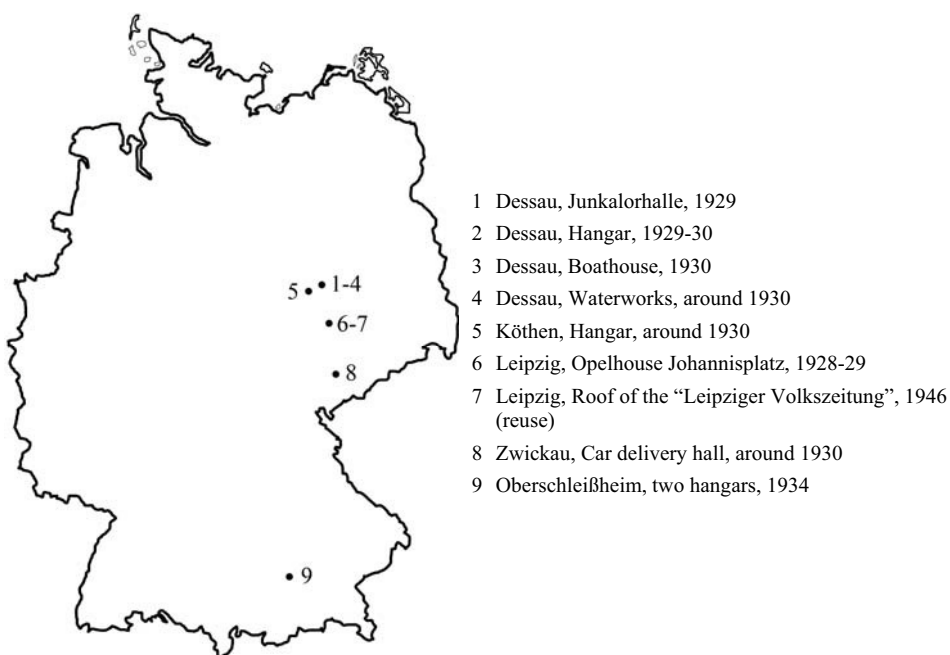 1-4
5
6-7
8
9
1 Dessau, Junkalorhalle, 1929
2 Dessau, Hangar, 1929-30
3 Dessau, Boathouse, 1930
4 Dessau, Waterworks, around 1930
5 Köthen, Hangar, around 1930
6 Leipzig, Opelhouse Johannisplatz, 1928-29
7 Leipzig, Roof of the “Leipziger Volkszeitung”, 1946
(reuse)
8 Zwickau, Car delivery hall, around 1930
9 Oberschleißheim, two hangars, 1934